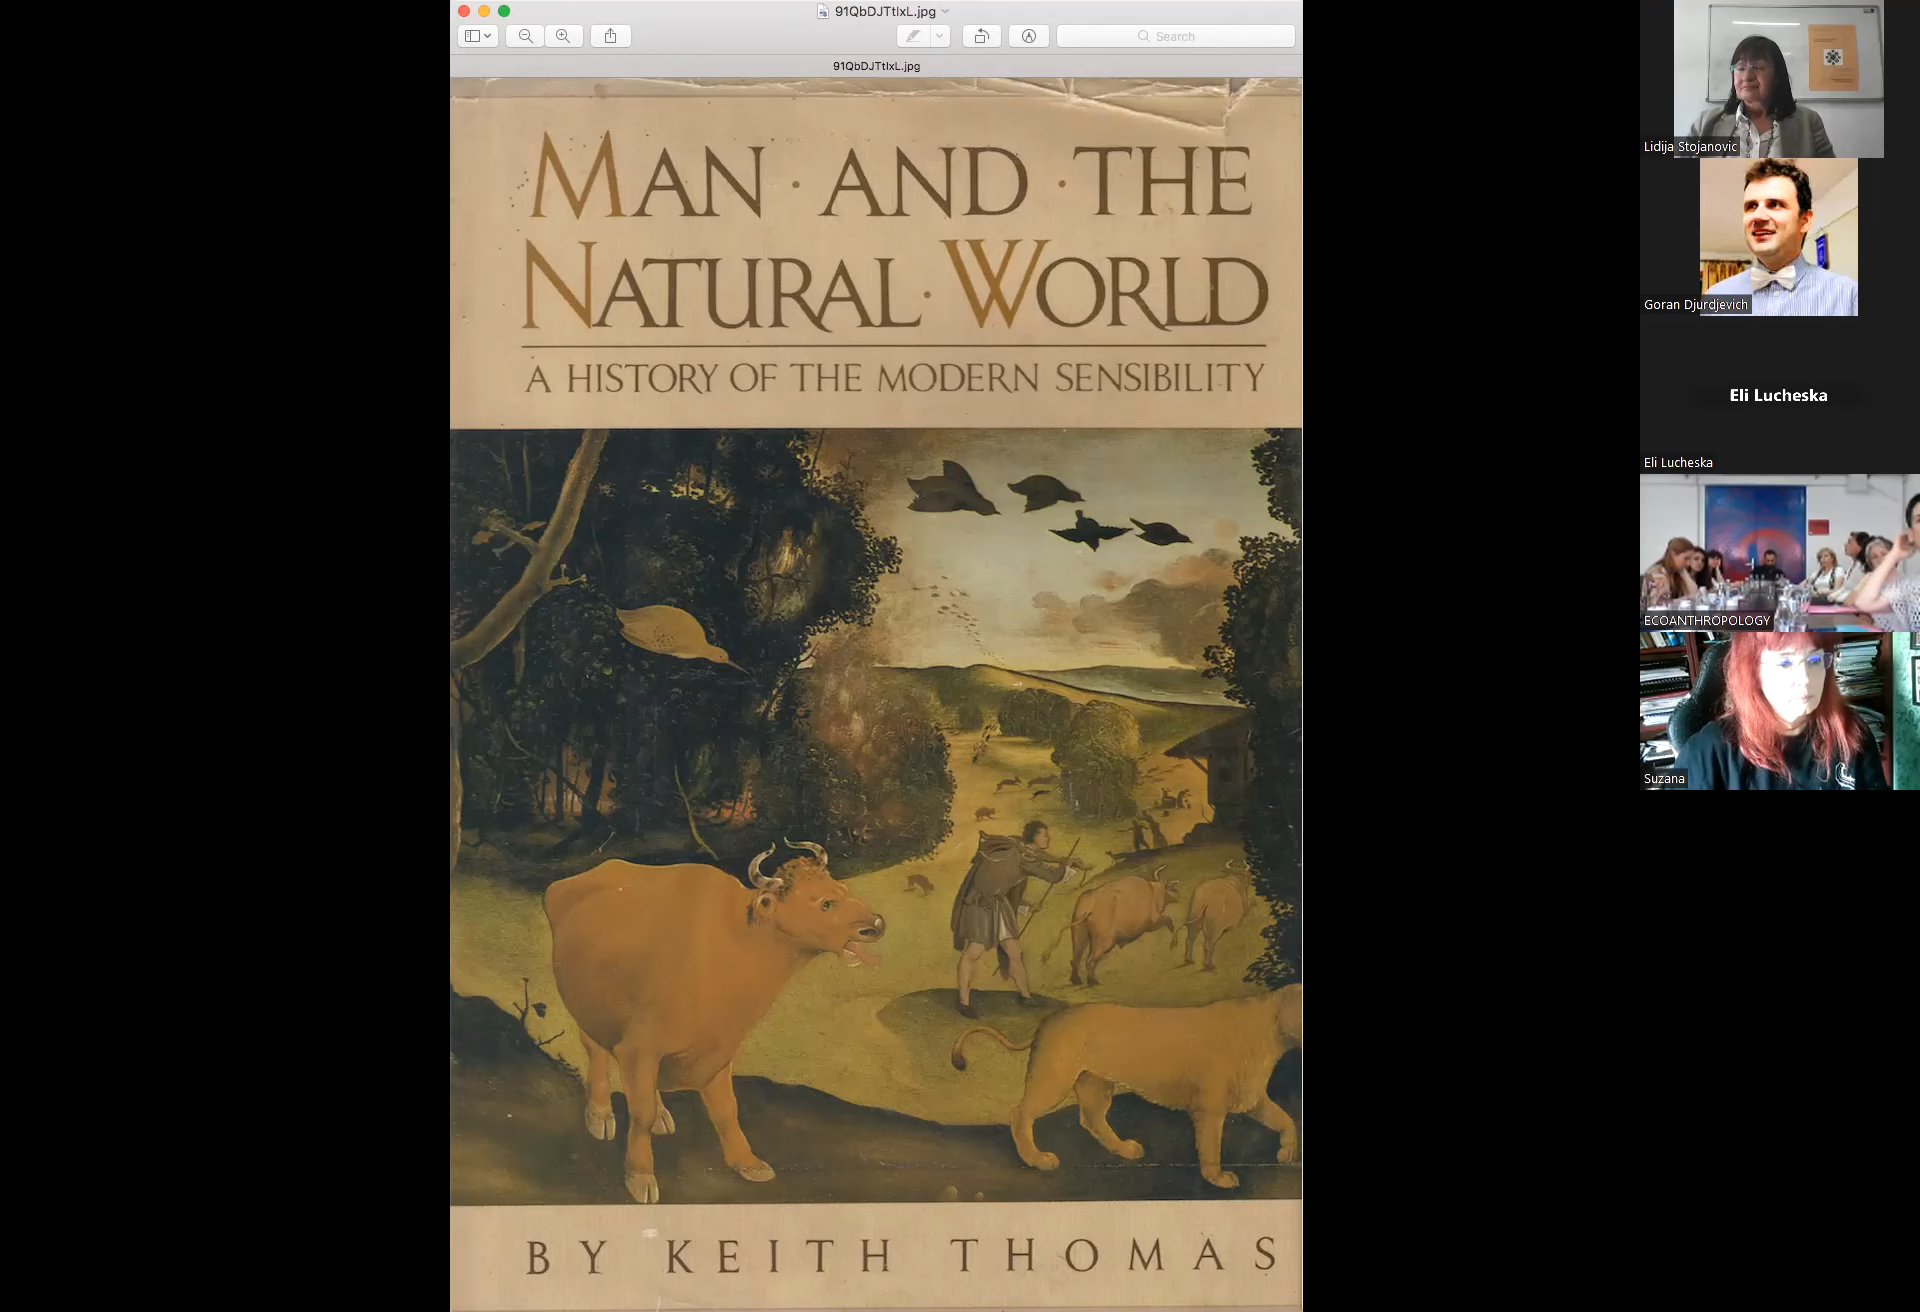 91QbDJTtlxL.jpg
Search
91QbDJTtlxL.jpg
MAN · AND · THE
NATURAL · WORLD
A HISTORY OF THE MODERN SENSIBILITY
BY KEITH THOMAS
Lidija Stojanovic
Goran Djurdjevich
Eli Lucheska
Eli Lucheska
ECOANTHROPOLOGY
Suzana